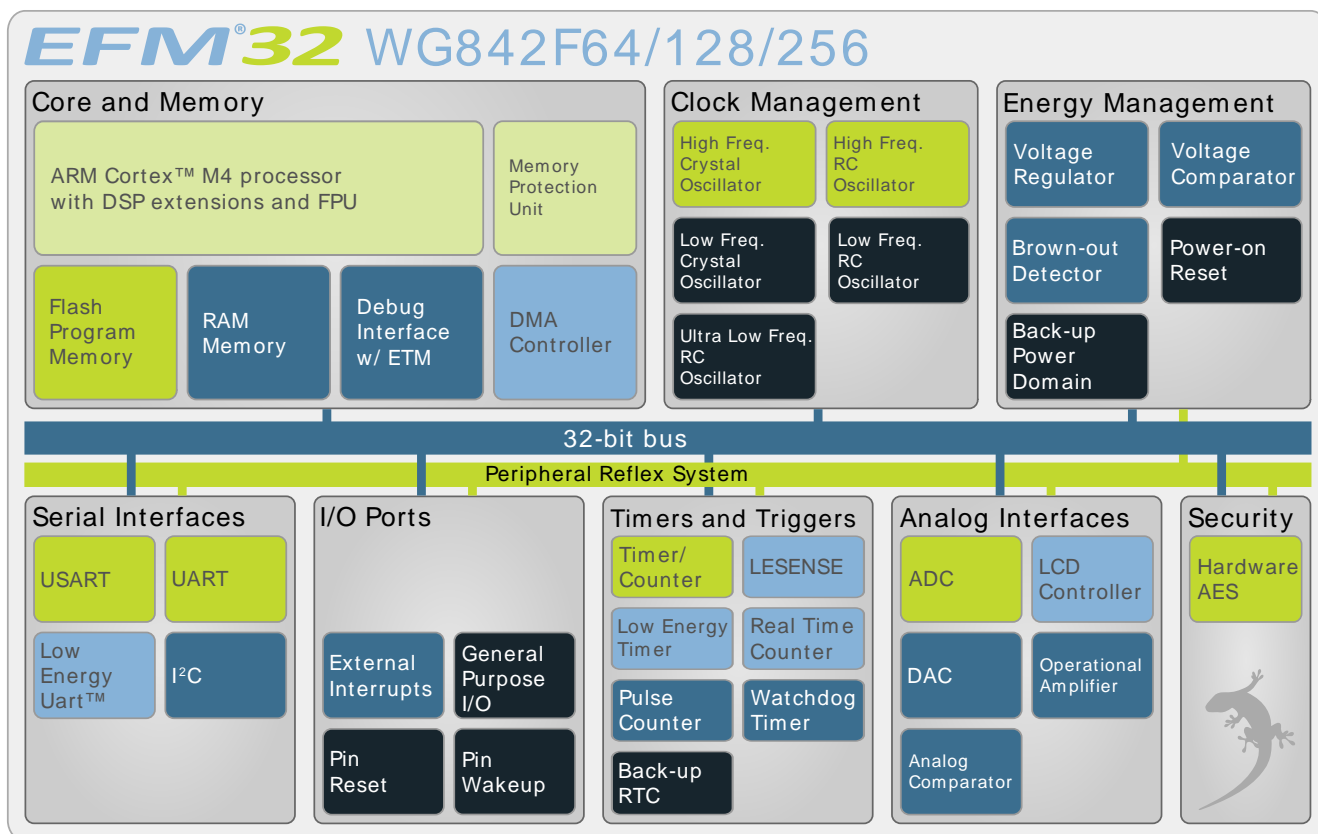 EFM®32 WG842F64/128/256
Core and Memory
ARM Cortex™ M4 processor
with DSP extensions and FPU
Memory
Protection
Unit
Flash
Program
Memory
RAM
Memory
Debug
Interface
w/ ETM
DMA
Controller
Clock Management
High Freq.
Crystal
Oscillator
High Freq.
RC
Oscillator
Low Freq.
Crystal
Oscillator
Low Freq.
RC
Oscillator
Ultra Low Freq.
RC
Oscillator
Energy Management
Voltage
Regulator
Voltage
Comparator
Brown-out
Detector
Power-on
Reset
Back-up
Power
Domain
32-bit bus
Peripheral Reflex System
Serial Interfaces
USART
UART
Low
Energy
Uart™
I²C
I/O Ports
External
Interrupts
General
Purpose
I/O
Pin
Reset
Pin
Wakeup
Timers and Triggers
Timer/
Counter
LESENSE
Low Energy
Timer
Real Time
Counter
Pulse
Counter
Watchdog
Timer
Back-up
RTC
Analog Interfaces
ADC
LCD
Controller
DAC
Operational
Amplifier
Analog
Comparator
Security
Hardware
AES